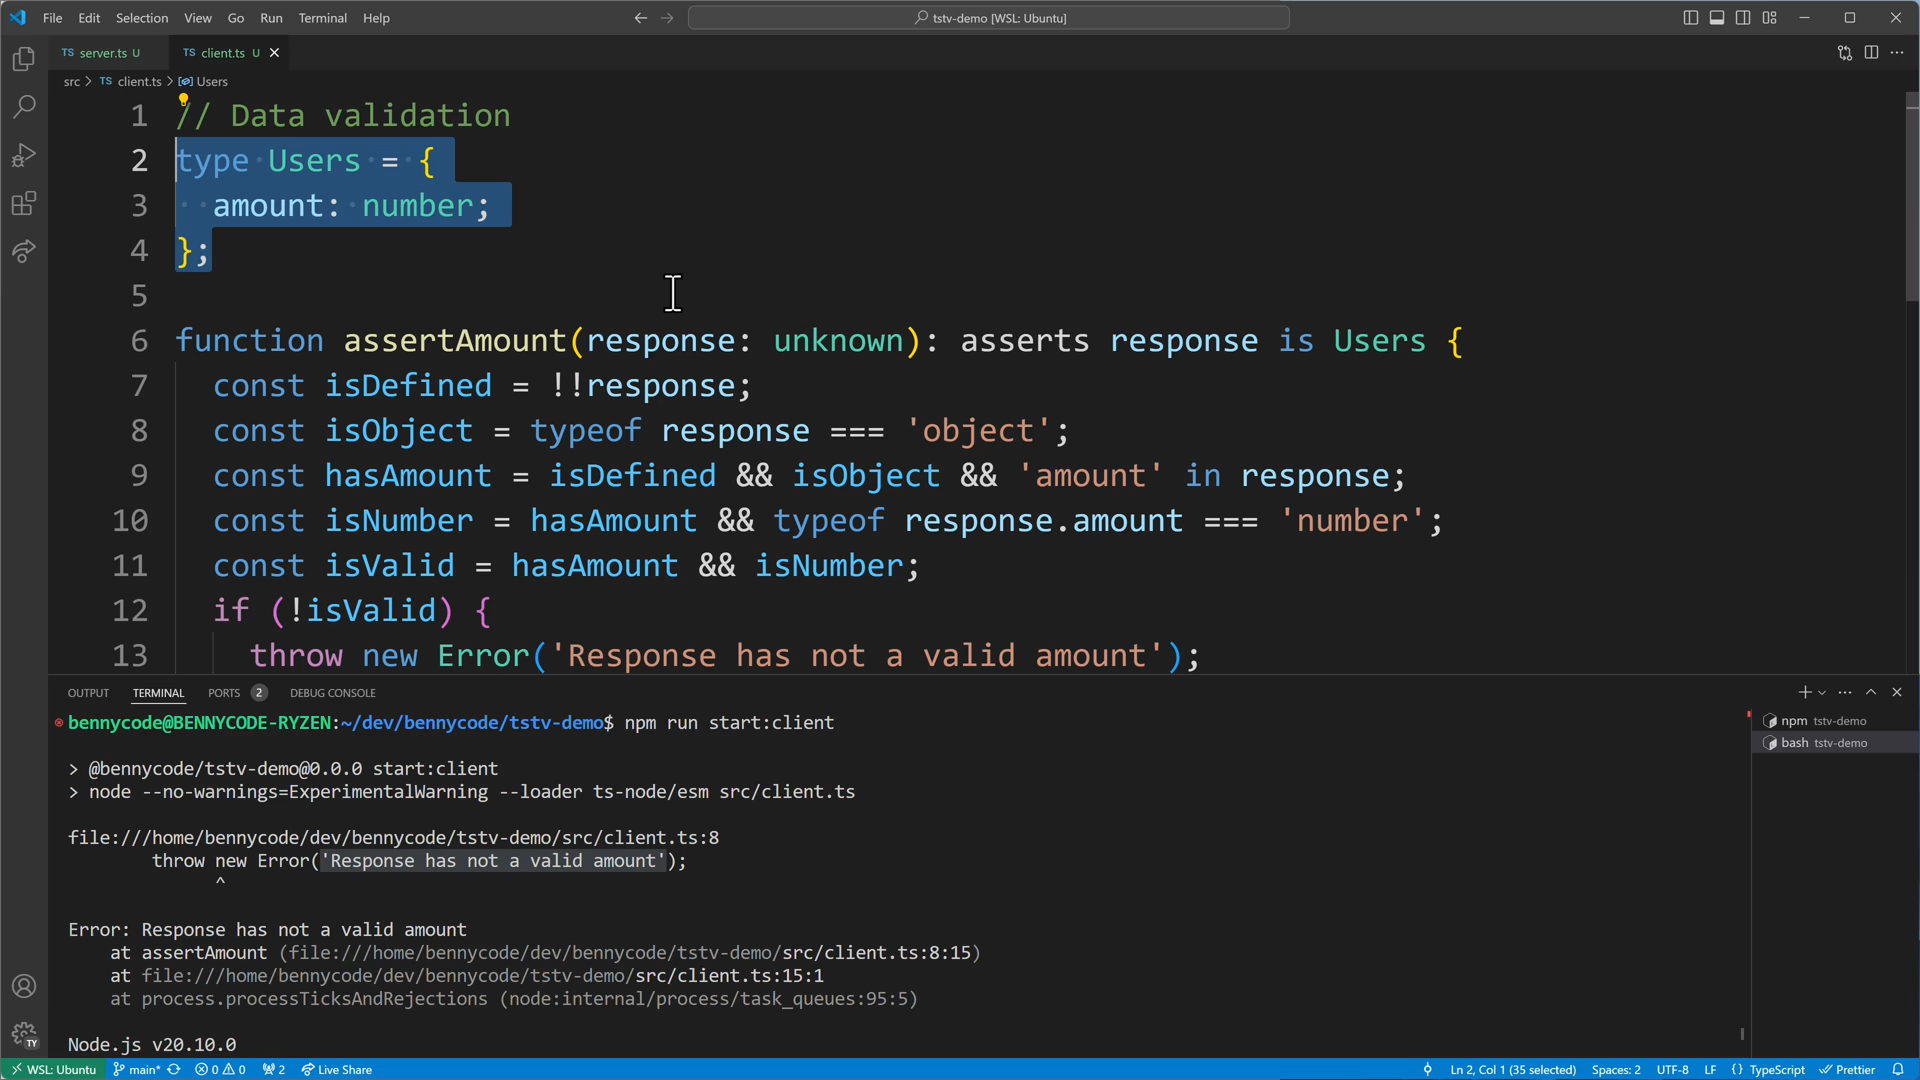 File Edit Selection View Go Run Terminal Help
tstv-demo [WSL: Ubuntu]
TS server.ts U
TS client.ts U
src > TS client.ts > Users
1 // Data validation
2 type Users = {
3 amount: number;
4 };
5
6 function assertAmount(response: unknown): asserts response is Users {
7 const isDefined = !!response;
8 const isObject = typeof response === 'object';
9 const hasAmount = isDefined && isObject && 'amount' in response;
10 const isNumber = hasAmount && typeof response.amount === 'number';
11 const isValid = hasAmount && isNumber;
12 if (!isValid) {
13 throw new Error('Response has not a valid amount');
OUTPUT TERMINAL PORTS 2 DEBUG CONSOLE
bennycode@BENNYCODE-RYZEN:~/dev/bennycode/tstv-demo$ npm run start:client
> @bennycode/tstv-demo@0.0.0 start:client
> node --no-warnings=ExperimentalWarning --loader ts-node/esm src/client.ts
file:///home/bennycode/dev/bennycode/tstv-demo/src/client.ts:8
throw new Error('Response has not a valid amount');
^
Error: Response has not a valid amount
at assertAmount (file:///home/bennycode/dev/bennycode/tstv-demo/src/client.ts:8:15)
at file:///home/bennycode/dev/bennycode/tstv-demo/src/client.ts:15:1
at process.processTicksAndRejections (node:internal/process/task_queues:95:5)
Node.js v20.10.0
npm tstv-demo
bash tstv-demo
TY
WSL: Ubuntu main* 0 0 2 Live Share
Ln 2, Col 1 (35 selected) Spaces: 2 UTF-8 LF {} TypeScript Prettier